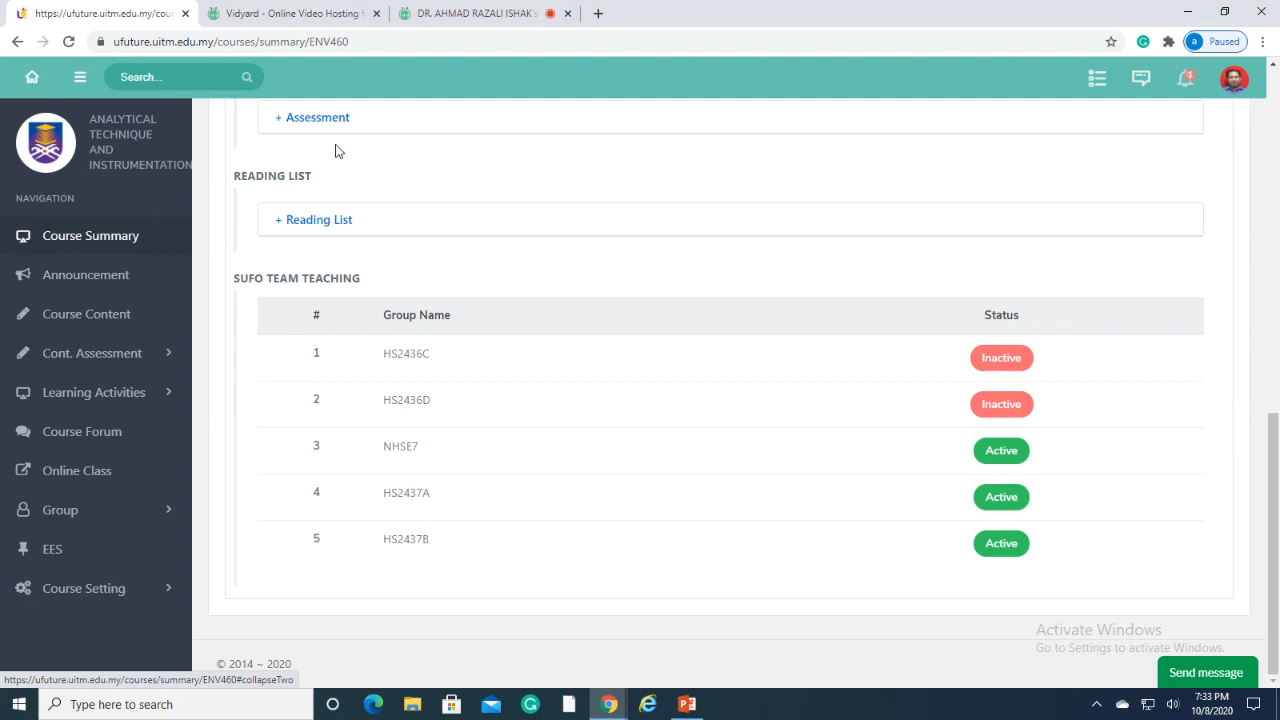 https://ufuture.uitm.edu.my/cours
Vidyard - Online Video Hosting f
DR. AHMAD RAZALI ISHAK's
ufuture.uitm.edu.my/courses/summary/ENV460
a Paused
Search...
1
ANALYTICAL
TECHNIQUE
AND
INSTRUMENTATION
NAVIGATION
Course Summary
Announcement
Course Content
Cont. Assessment
Learning Activities
Course Forum
Online Class
Group
EES
Course Setting
+ Assessment
READING LIST
+ Reading List
SUFO TEAM TEACHING
# Group Name Status
1 HS2436C Inactive
2 HS2436D Inactive
3 NHSE7 Active
4 HS2437A Active
5 HS2437B Active
Activate Windows
Go to Settings to activate Windows.
© 2014 ~ 2020
Send message
https://ufuture.uitm.edu.my/courses/summary/ENV460#collapseTwo
Type here to search
7:33 PM
10/8/2020